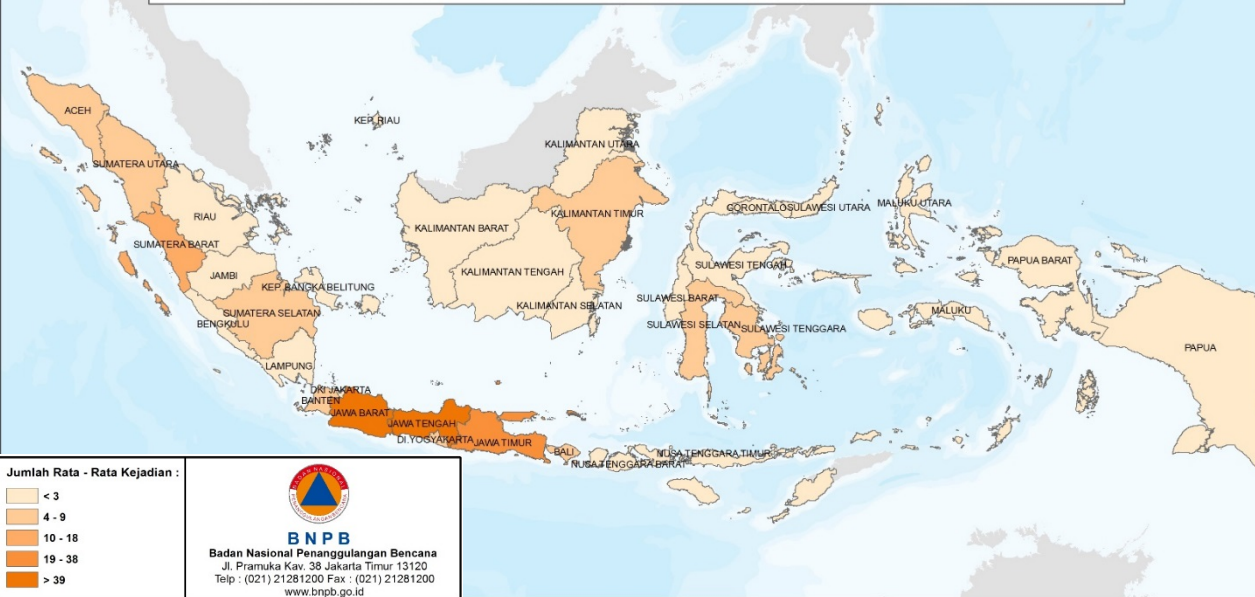 KEP. RIAU
ACEH
KALIMANTAN UTARA
SUMATERA UTARA
RIAU
KALIMANTAN TIMUR
GORONTALO
SULAWESI UTARA
MALUKU UTARA
KALIMANTAN BARAT
SUMATERA BARAT
PAPUA BARAT
SULAWESI TENGAH
KALIMANTAN TENGAH
JAMBI
KEP. BANGKA BELITUNG
SULAWESI BARAT
KALIMANTAN SELATAN
MALUKU
SUMATERA SELATAN
BENGKULU
SULAWESI SELATAN
SULAWESI TENGGARA
PAPUA
LAMPUNG
DKI JAKARTA
BANTEN
JAWA BARAT
JAWA TENGAH
DI.YOGYAKARTA
JAWA TIMUR
BALI
NUSA TENGGARA TIMUR
NUSA TENGGARA BARAT
Jumlah Rata - Rata Kejadian :
< 3
4 - 9
10 - 18
19 - 38
> 39
BADAN NASIONAL
PENANGGULANGAN BENCANA
BNPB
Badan Nasional Penanggulangan Bencana
Jl. Pramuka Kav. 38 Jakarta Timur 13120
Telp : (021) 21281200 Fax : (021) 21281200
www.bnpb.go.id